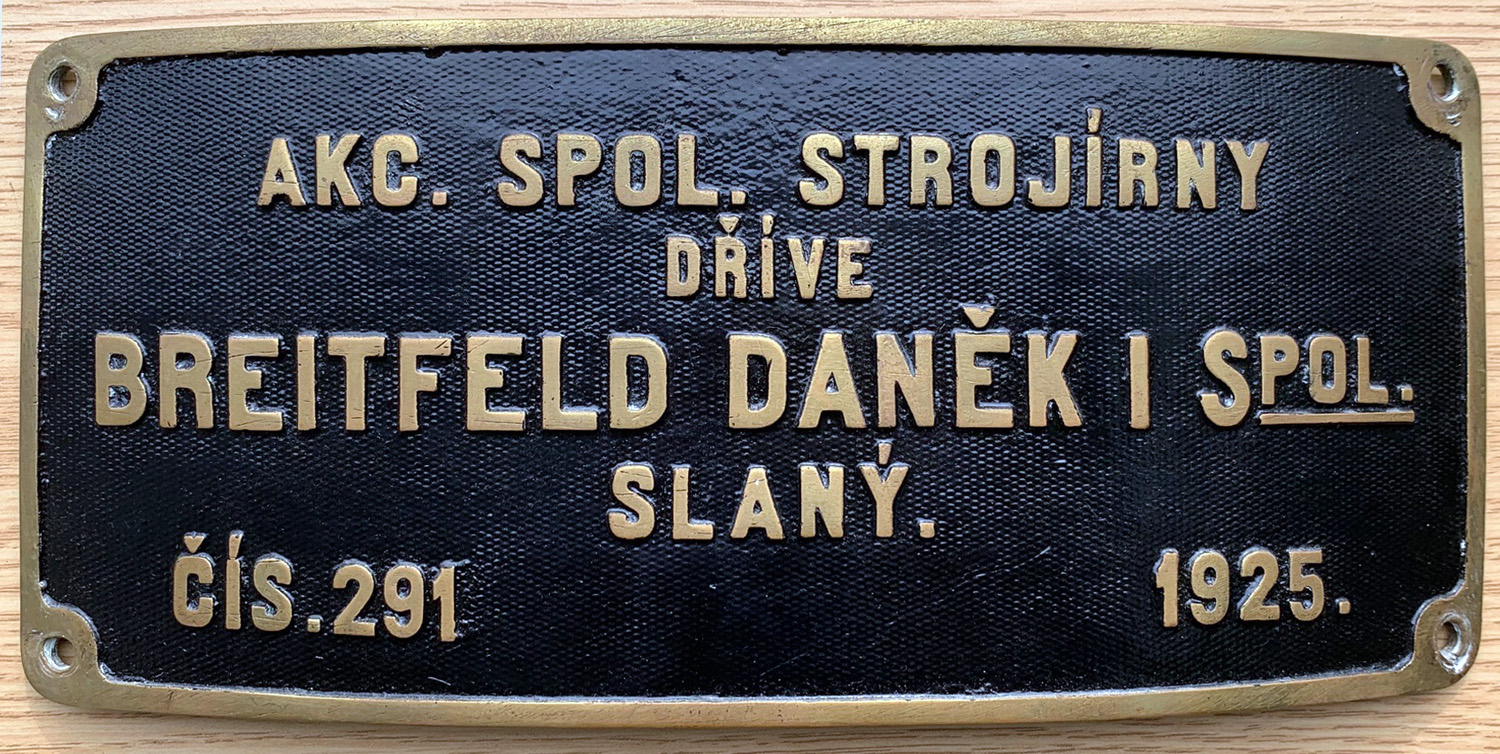 AKC. SPOL. STROJÍRNY
DŘÍVE
BREITFELD DANĚK I SPOL.
SLANÝ.
ČÍS.291 1925.